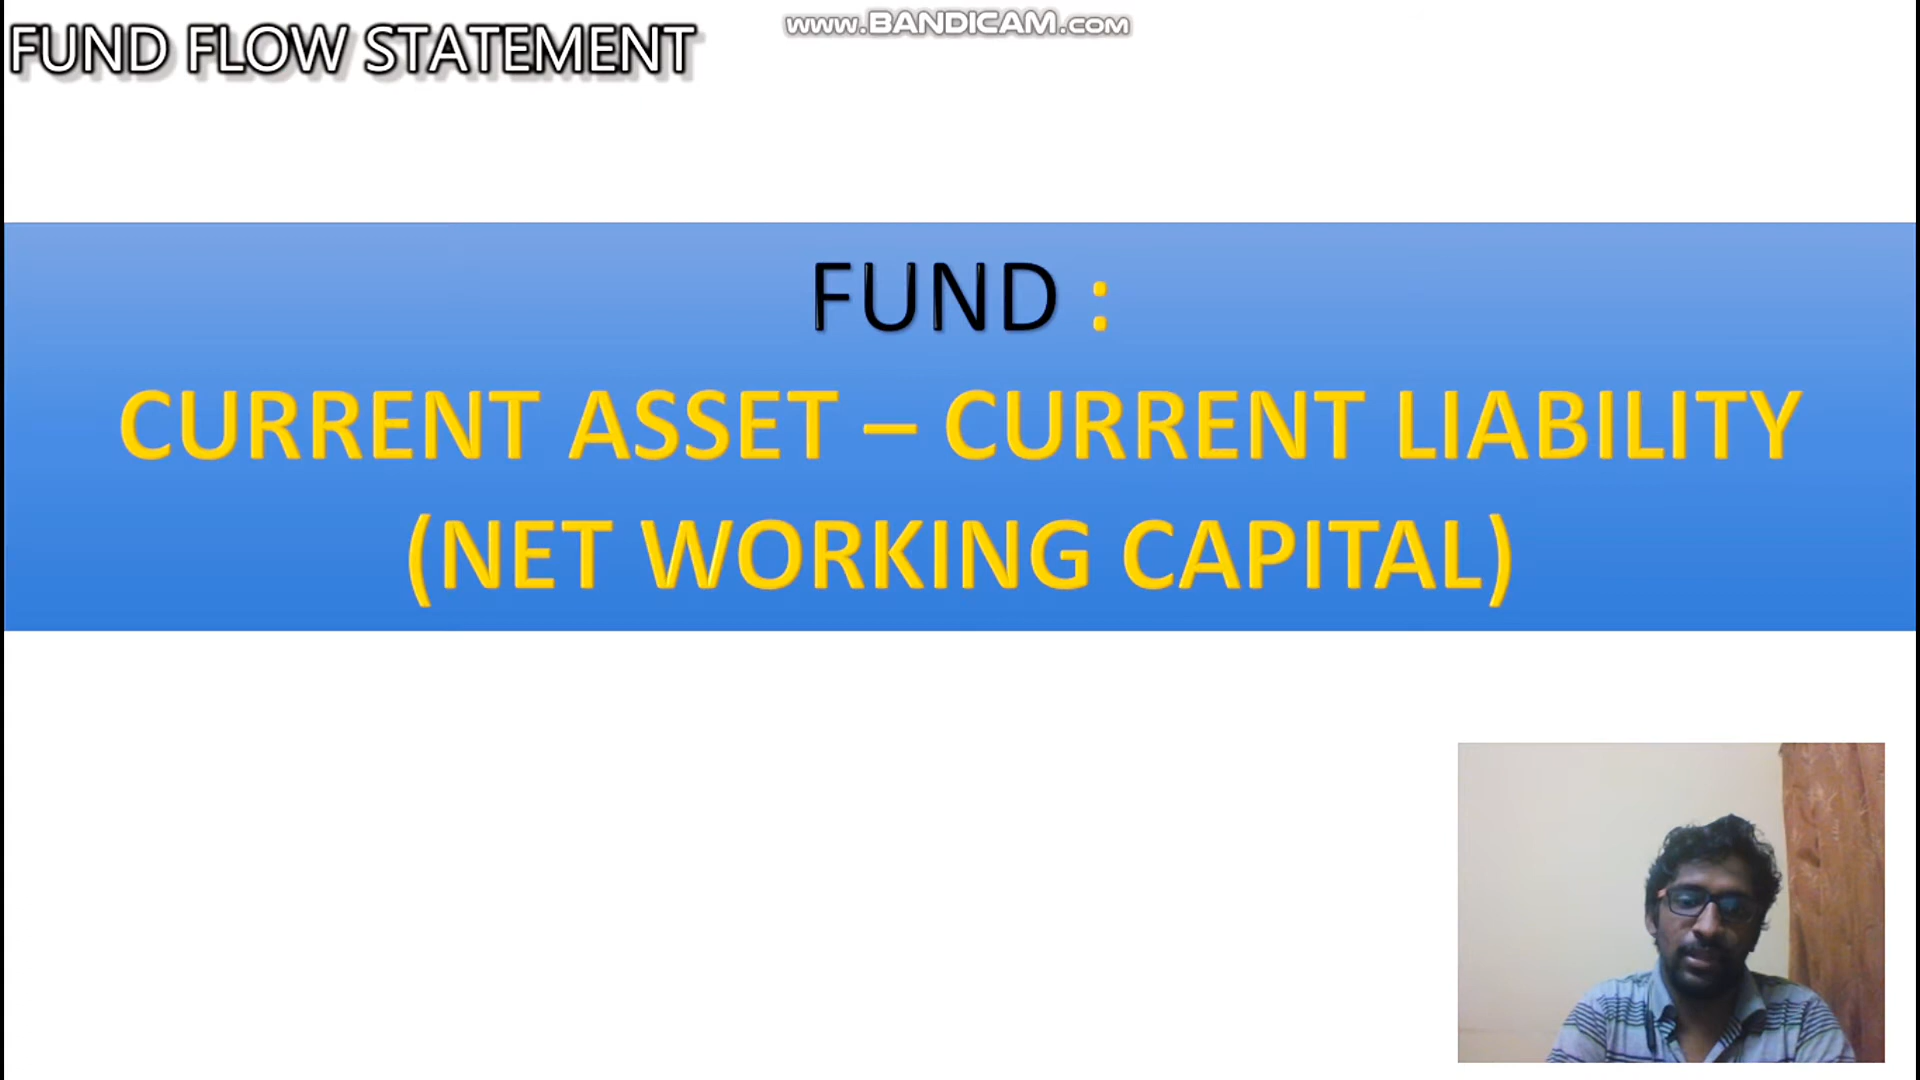 www.BANDICAM.com
FUND FLOW STATEMENT
FUND :
CURRENT ASSET – CURRENT LIABILITY
(NET WORKING CAPITAL)